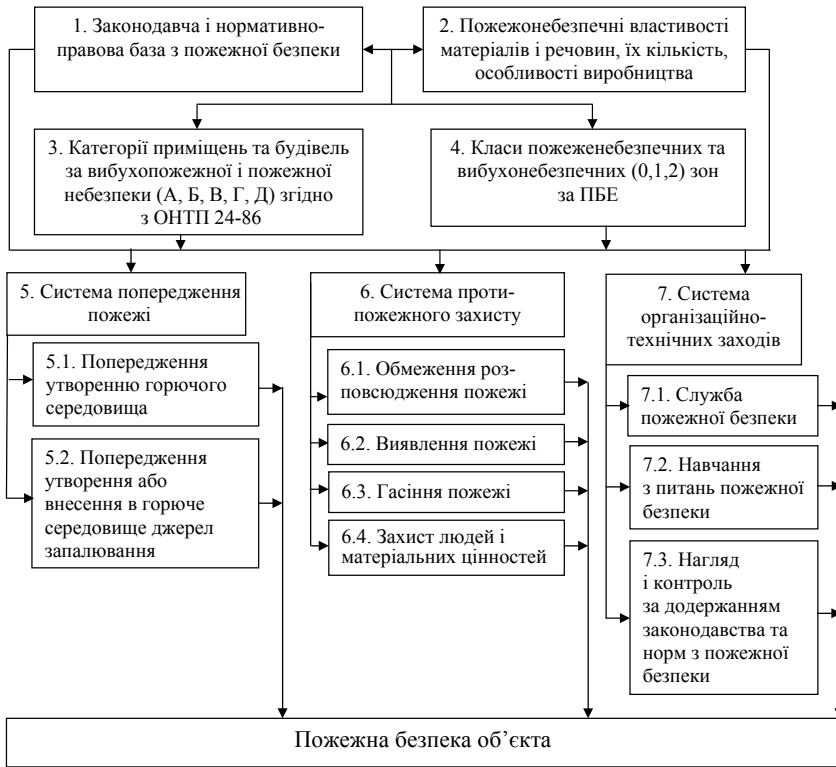 1. Законодавча і нормативно-
правова база з пожежної безпеки
2. Пожежонебезпечні властивості
матеріалів і речовин, їх кількість,
особливості виробництва
3. Категорії приміщень та будівель
за вибухопожежної і пожежної
небезпеки (А, Б, В, Г, Д) згідно
з ОНТП 24-86
4. Класи пожеженебезпечних та
вибухонебезпечних (0,1,2) зон
за ПБЕ
5. Система попередження
пожежі
5.1. Попередження
утворенню горючого
середовища
5.2. Попередження
утворення або
внесення в горюче
середовище джерел
запалювання
6. Система проти-
пожежного захисту
6.1. Обмеження роз-
повсюдження пожежі
6.2. Виявлення пожежі
6.3. Гасіння пожежі
6.4. Захист людей і
матеріальних цінностей
7. Система
організаційно-
технічних заходів
7.1. Служба
пожежної безпеки
7.2. Навчання
з питань пожежної
безпеки
7.3. Нагляд
і контроль
за додержанням
законодавства та
норм з пожежної
безпеки
Пожежна безпека об’єкта